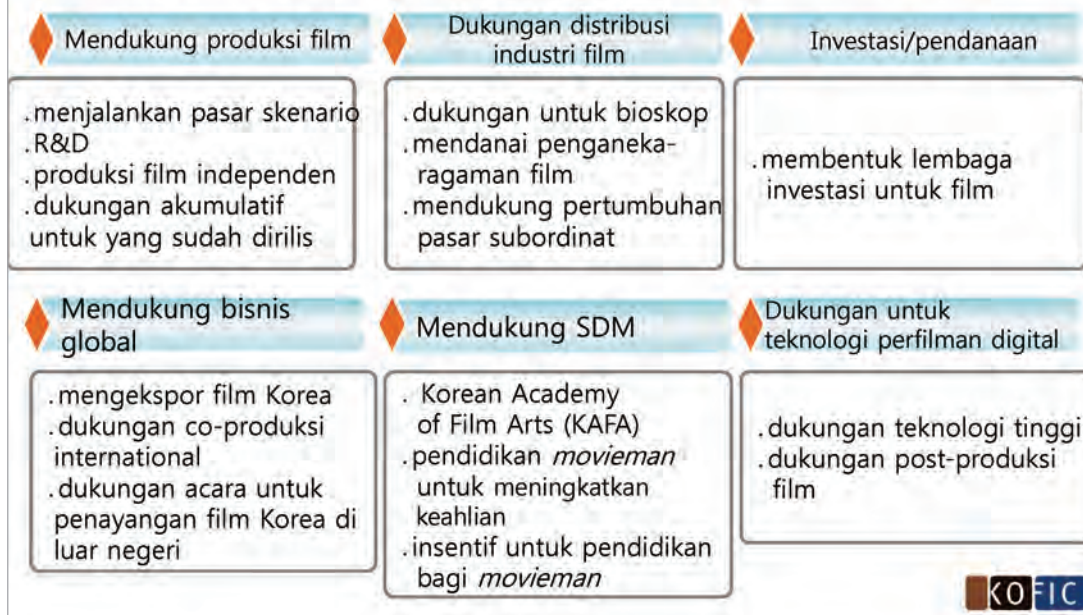 Mendukung produksi film
.menjalankan pasar skenario
.R&D
.produksi film independen
.dukungan akumulatif
untuk yang sudah dirilis
Dukungan distribusi
industri film
.dukungan untuk bioskop
.mendanai penganeka-
ragaman film
.mendukung pertumbuhan
pasar subordinat
Investasi/pendanaan
.membentuk lembaga
investasi untuk film
Mendukung bisnis
global
.mengekspor film Korea
.dukungan co-produksi
international
.dukungan acara untuk
penayangan film Korea di
luar negeri
Mendukung SDM
. Korean Academy
of Film Arts (KAFA)
.pendidikan movieman
untuk meningkatkan
keahlian
.insentif untuk pendidikan
bagi movieman
Dukungan untuk
teknologi perfilman digital
.dukungan teknologi tinggi
.dukungan post-produksi
film
KOFIC